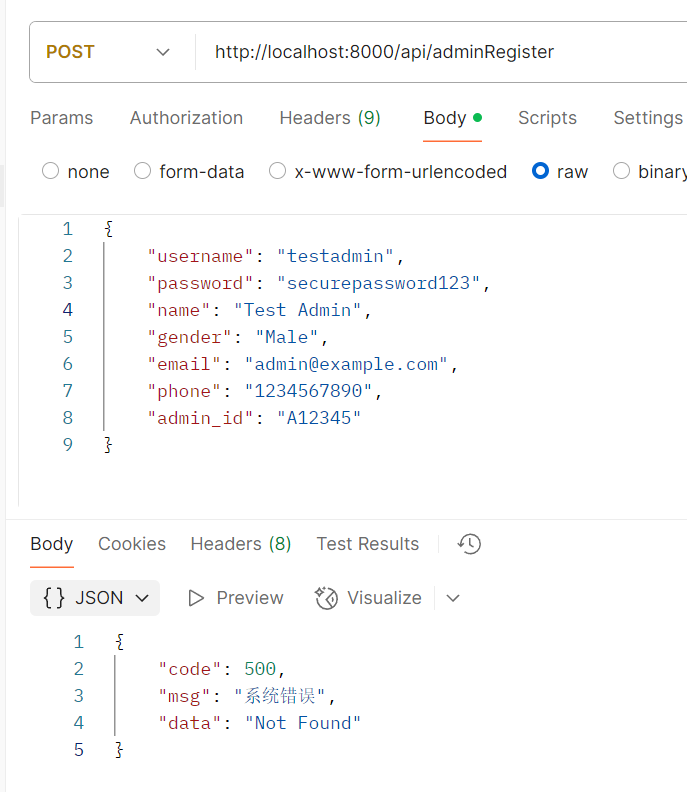 POST
http://localhost:8000/api/adminRegister
Params Authorization Headers (9) Body Scripts Settings
none form-data x-www-form-urlencoded raw binary
1 {
2 "username": "testadmin",
3 "password": "securepassword123",
4 "name": "Test Admin",
5 "gender": "Male",
6 "email": "admin@example.com",
7 "phone": "1234567890",
8 "admin_id": "A12345"
9 }
Body Cookies Headers (8) Test Results
{} JSON Preview Visualize
1 {
2 "code": 500,
3 "msg": "系统错误",
4 "data": "Not Found"
5 }